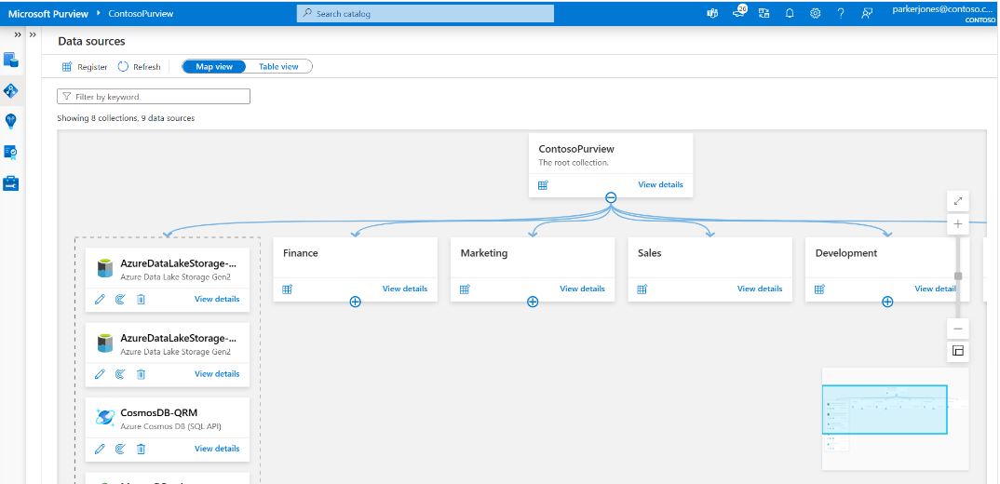 Microsoft Purview ContosoPurview Search catalog 26 parkerjones@contoso.c...
CONTOSO
Data sources
Register Refresh Map view Table view
Filter by keyword
Showing 8 collections, 9 data sources
ContosoPurview
The root collection.
View details
AzureDataLakeStorage-...
Azure Data Lake Storage Gen2
View details
Finance
View details
Marketing
View details
Sales
View details
Development
View detail
AzureDataLakeStorage-...
Azure Data Lake Storage Gen2
View details
CosmosDB-QRM
Azure Cosmos DB (SQL API)
View details